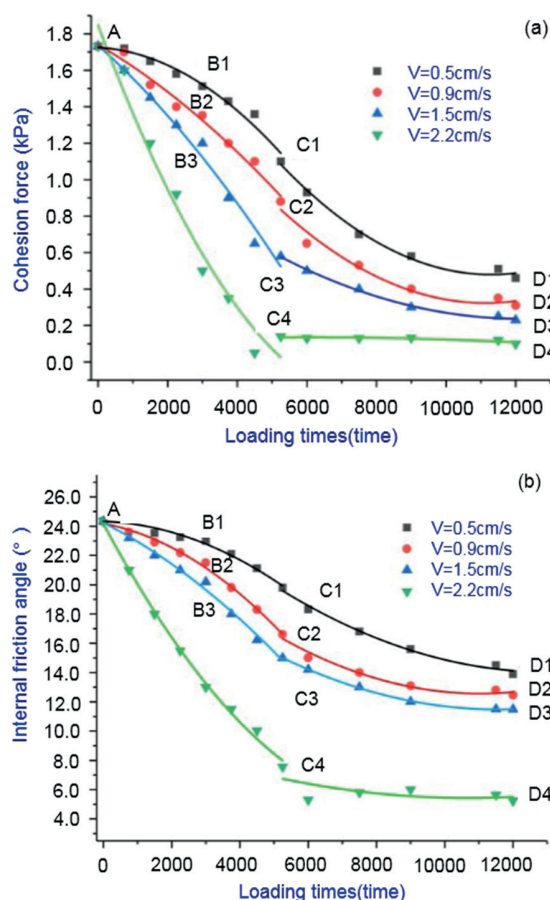 (a)
1.8
1.6
1.4
1.2
1.0
0.8
0.6
0.4
0.2
0.0
Cohesion force (kPa)
A
B1
B2
B3
C1
C2
C3
C4
D1
D2
D3
D4
V=0.5cm/s
V=0.9cm/s
V=1.5cm/s
V=2.2cm/s
0 2000 4000 6000 8000 10000 12000
Loading times(time)
(b)
26.0
24.0
22.0
20.0
18.0
16.0
14.0
12.0
10.0
8.0
6.0
4.0
Internal friction angle (°)
A
B1
B2
B3
C1
C2
C3
C4
D1
D2
D3
D4
V=0.5cm/s
V=0.9cm/s
V=1.5cm/s
V=2.2cm/s
0 2000 4000 6000 8000 10000 12000
Loading times(time)